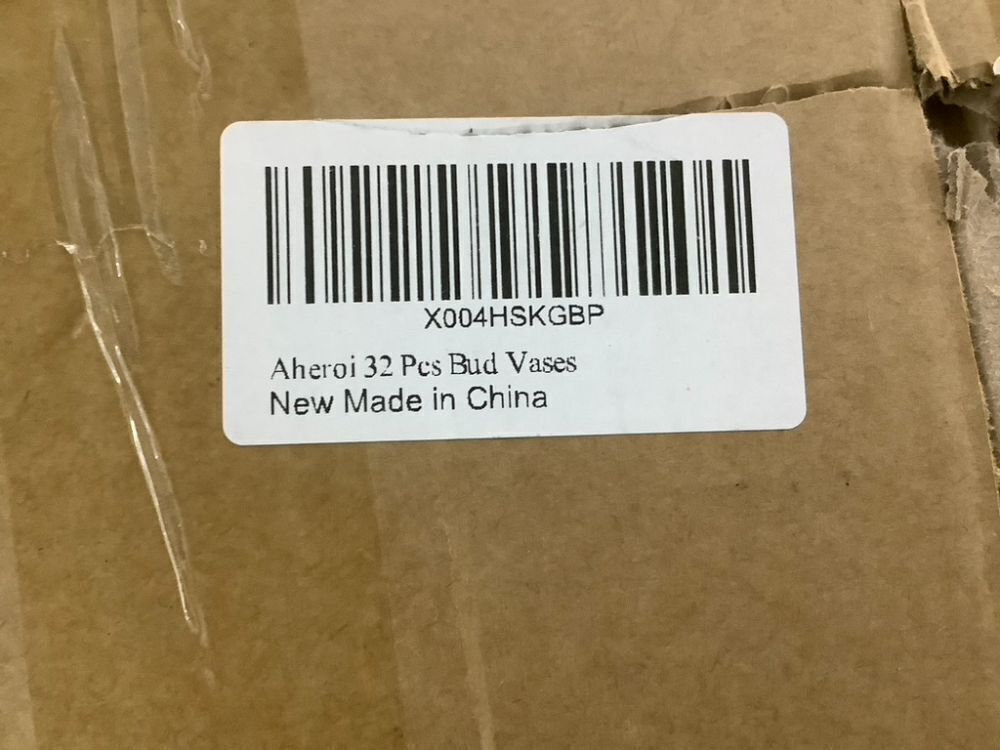 X004HSKGBP
Aheroi 32 Pcs Bud Vases
New Made in China